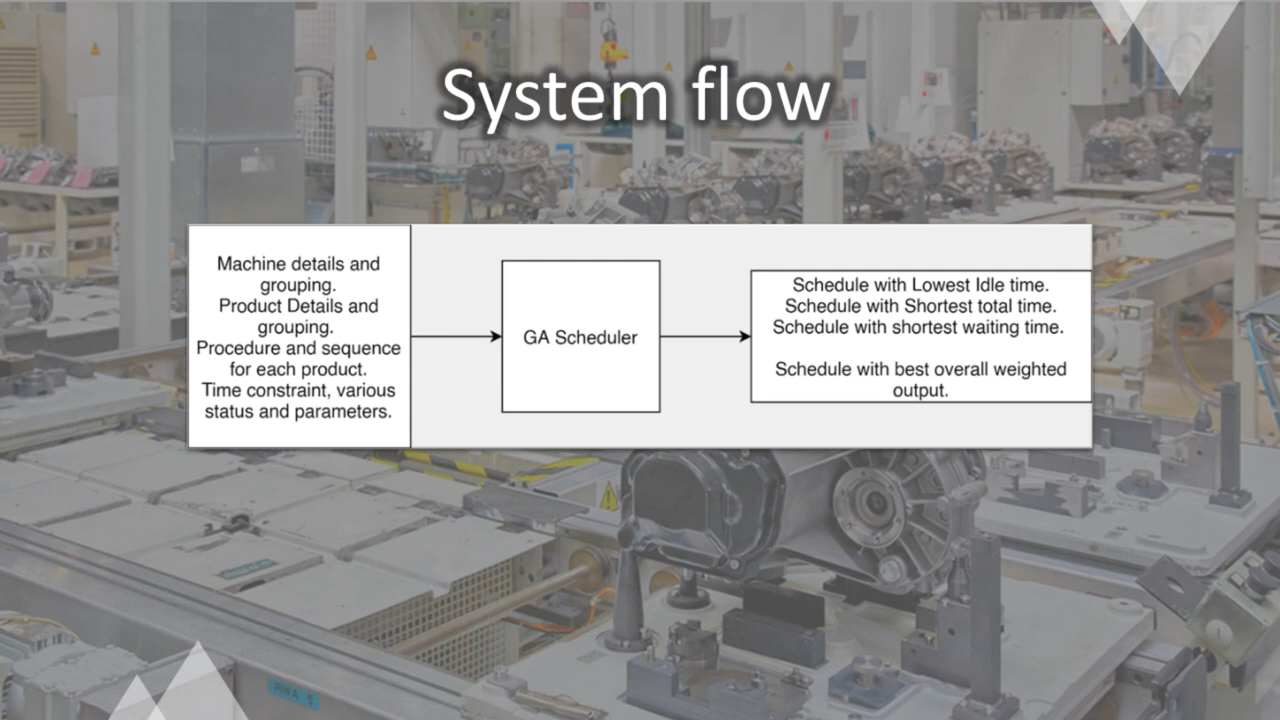 System flow
Machine details and
grouping.
Product Details and
grouping.
Procedure and sequence
for each product.
Time constraint, various
status and parameters.
GA Scheduler
Schedule with Lowest Idle time.
Schedule with Shortest total time.
Schedule with shortest waiting time.
Schedule with best overall weighted
output.